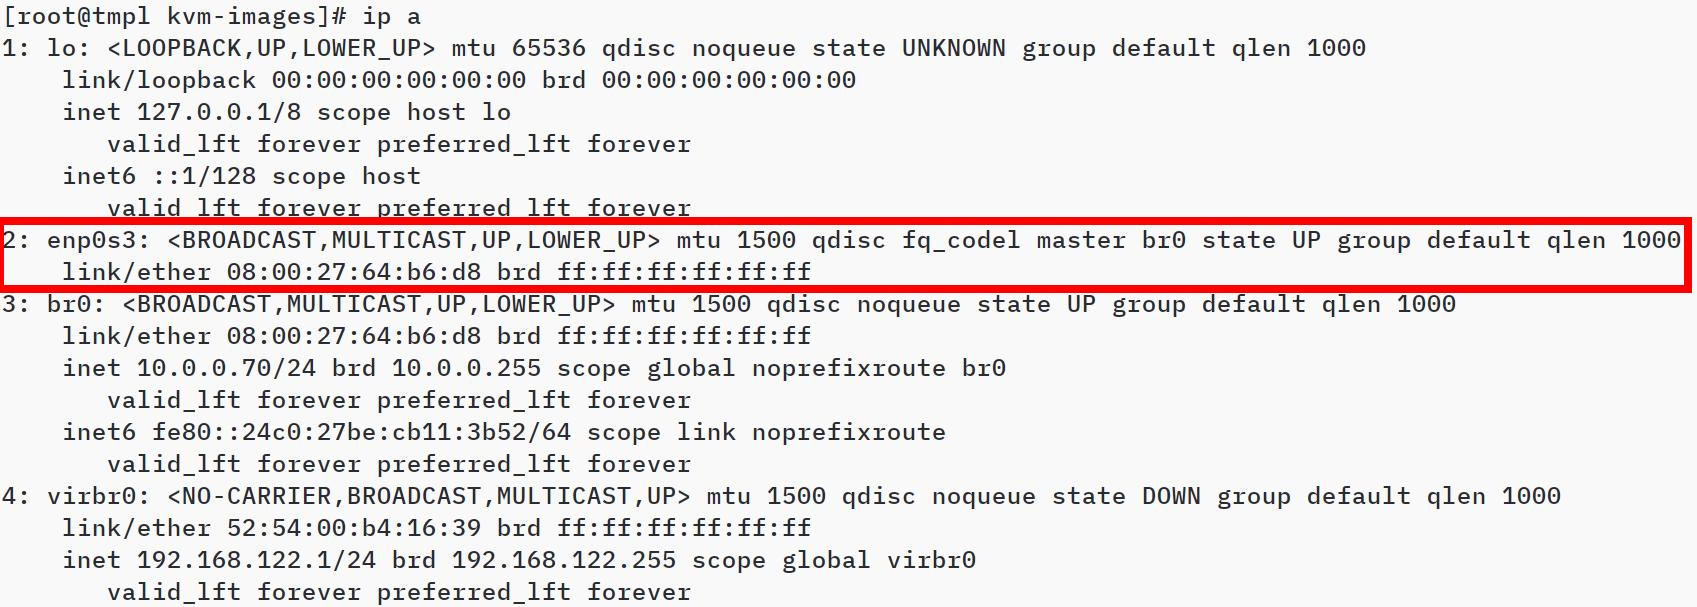 [root@tmpl kvm-images]# ip a
1: lo: <LOOPBACK,UP,LOWER_UP> mtu 65536 qdisc noqueue state UNKNOWN group default qlen 1000
    link/loopback 00:00:00:00:00:00 brd 00:00:00:00:00:00
    inet 127.0.0.1/8 scope host lo
       valid_lft forever preferred_lft forever
    inet6 ::1/128 scope host
       valid_lft forever preferred_lft forever
2: enp0s3: <BROADCAST,MULTICAST,UP,LOWER_UP> mtu 1500 qdisc fq_codel master br0 state UP group default qlen 1000
    link/ether 08:00:27:64:b6:d8 brd ff:ff:ff:ff:ff:ff
3: br0: <BROADCAST,MULTICAST,UP,LOWER_UP> mtu 1500 qdisc noqueue state UP group default qlen 1000
    link/ether 08:00:27:64:b6:d8 brd ff:ff:ff:ff:ff:ff
    inet 10.0.0.70/24 brd 10.0.0.255 scope global noprefixroute br0
       valid_lft forever preferred_lft forever
    inet6 fe80::24c0:27be:cb11:3b52/64 scope link noprefixroute
       valid_lft forever preferred_lft forever
4: virbr0: <NO-CARRIER,BROADCAST,MULTICAST,UP> mtu 1500 qdisc noqueue state DOWN group default qlen 1000
    link/ether 52:54:00:b4:16:39 brd ff:ff:ff:ff:ff:ff
    inet 192.168.122.1/24 brd 192.168.122.255 scope global virbr0
       valid_lft forever preferred_lft forever